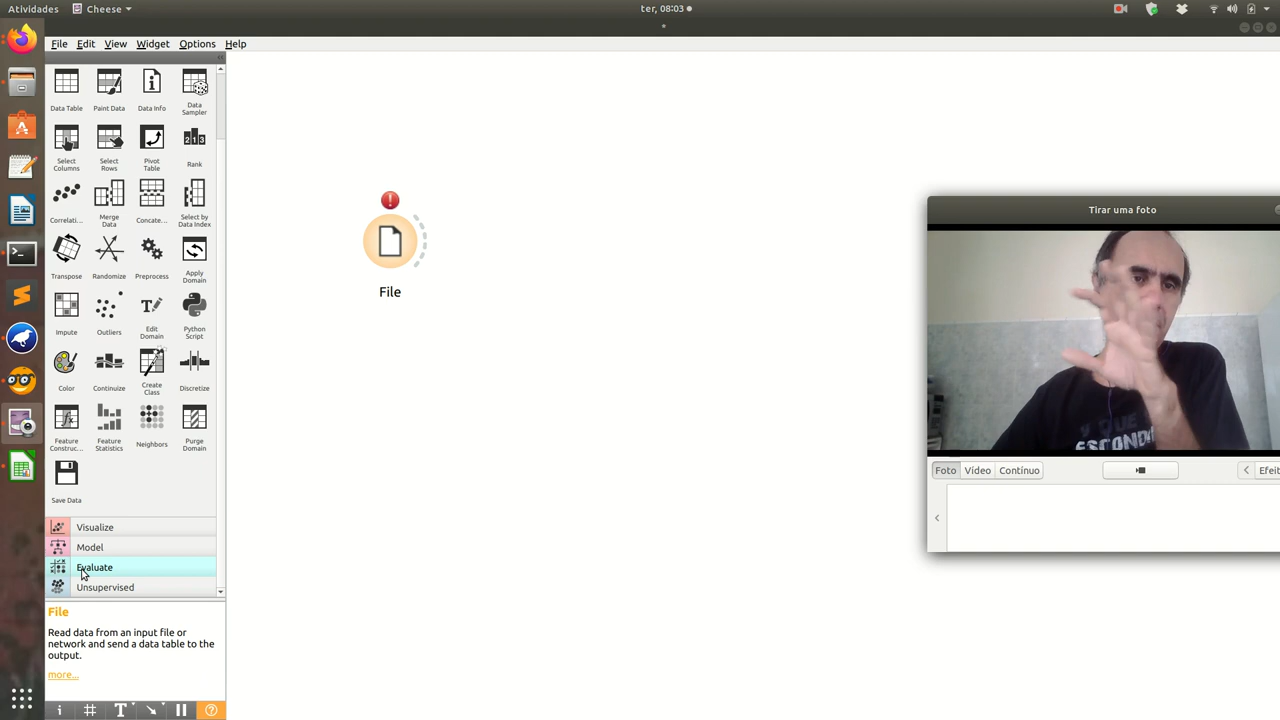 Atividades
Cheese
ter, 08:03
File Edit View Widget Options Help
Data Table
Paint Data
Data Info
Data
Sampler
Select
Columns
Select
Rows
Pivot
Table
Rank
Correlati...
Merge
Data
Concate...
Select by
Data Index
Transpose
Randomize
Preprocess
Apply
Domain
Impute
Outliers
Edit
Domain
Python
Script
Color
Continuize
Create
Class
Discretize
Feature
Construc...
Feature
Statistics
Neighbors
Purge
Domain
Save Data
Visualize
Model
Evaluate
Unsupervised
File
Read data from an input file or
network and send a data table to the
output.
more...
File
Tirar uma foto
Y QUE
ESCOND
Foto Vídeo Contínuo
Efeit